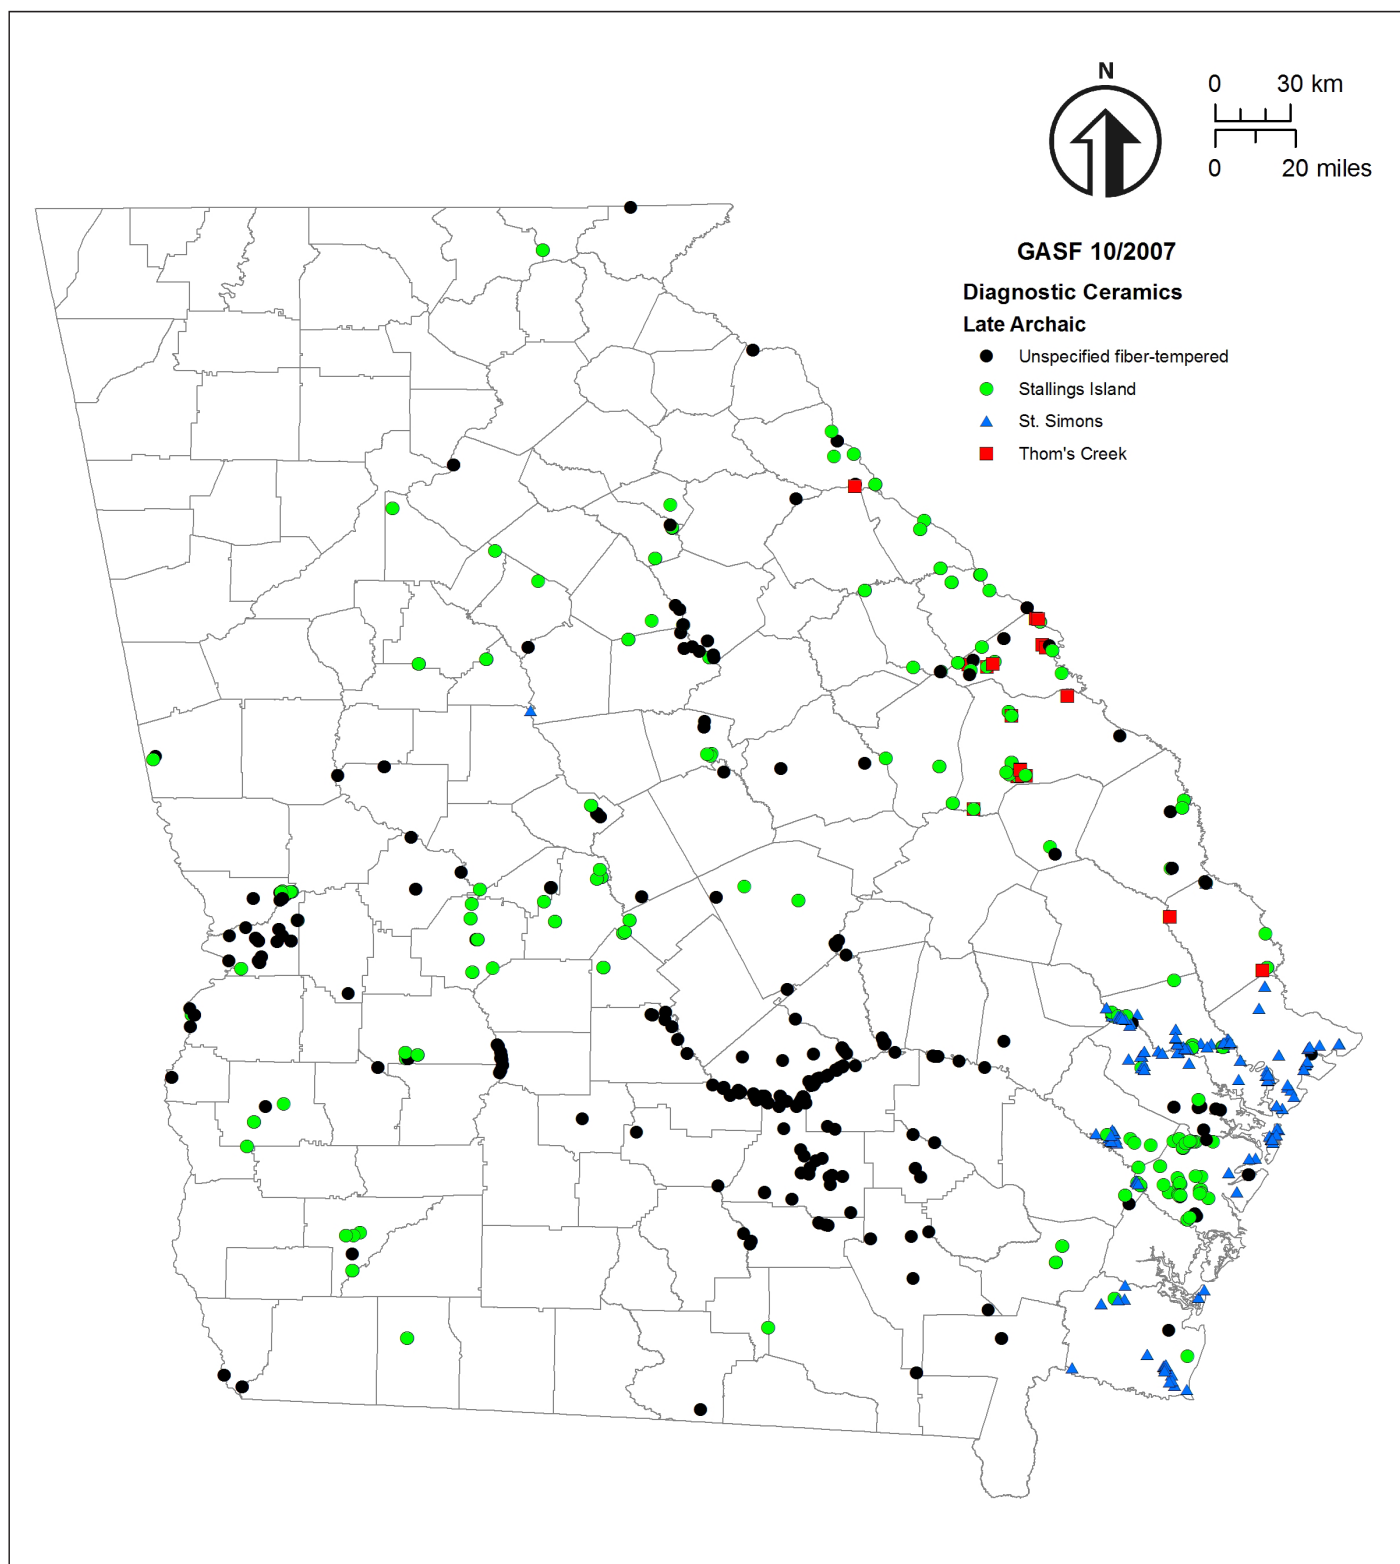 N
0 30 km
0 20 miles
GASF 10/2007
Diagnostic Ceramics
Late Archaic
Unspecified fiber-tempered
Stallings Island
St. Simons
Thom's Creek